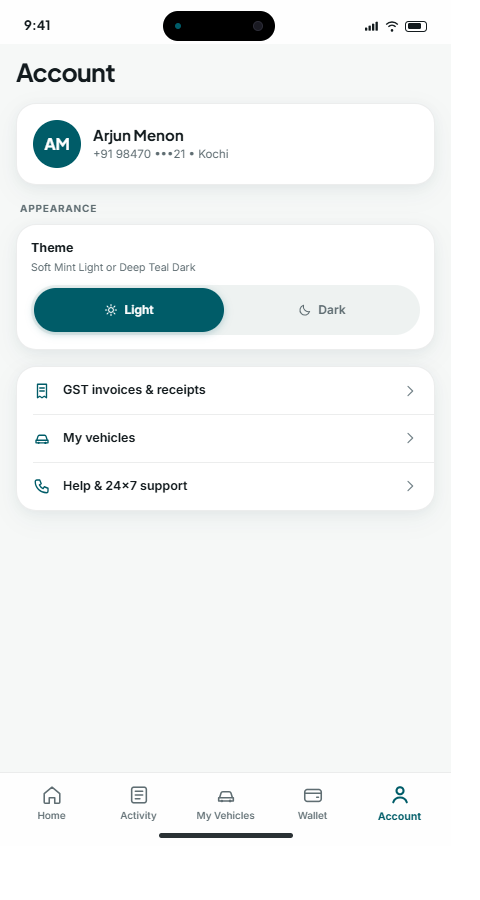 9:41
Account
AM
Arjun Menon
+91 98470 •••21 • Kochi
APPEARANCE
Theme
Soft Mint Light or Deep Teal Dark
Light
Dark
GST invoices & receipts
My vehicles
Help & 24×7 support
Home
Activity
My Vehicles
Wallet
Account